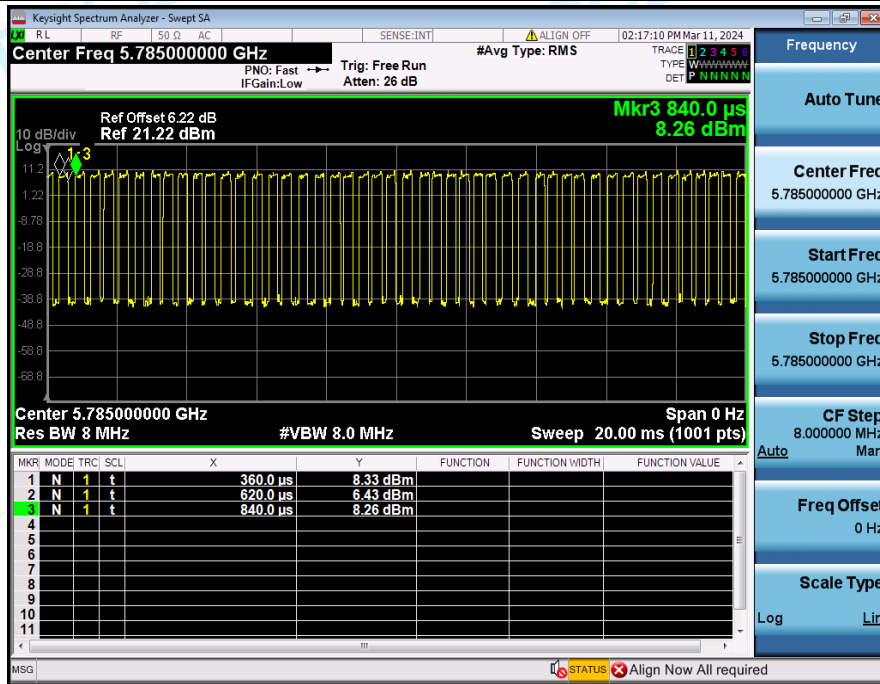 Keysight Spectrum Analyzer - Swept SA
LXI RL RF 50 Ω AC SENSE:INT ALIGN OFF 02:17:10 PM Mar 11, 2024
Center Freq 5.785000000 GHz
PNO: Fast
IFGain:Low
Trig: Free Run
Atten: 26 dB
#Avg Type: RMS
TRACE 1 2 3 4 5 6
TYPE W
DET P N N N N N
Ref Offset 6.22 dB
Ref 21.22 dBm
10 dB/div
Log
Mkr3 840.0 µs
8.26 dBm
1-3
11.2
1.22
-8.78
-18.8
-28.8
-38.8
-48.8
-58.8
-68.8
Center 5.785000000 GHz Span 0 Hz
Res BW 8 MHz #VBW 8.0 MHz Sweep 20.00 ms (1001 pts)
MKR MODE TRC SCL X Y FUNCTION FUNCTION WIDTH FUNCTION VALUE
1 N 1 t 360.0 µs 8.33 dBm
2 N 1 t 620.0 µs 6.43 dBm
3 N 1 t 840.0 µs 8.26 dBm
4
5
6
7
8
9
10
11
MSG STATUS Align Now All required
Frequency
Auto Tune
Center Freq
5.785000000 GHz
Start Freq
5.785000000 GHz
Stop Freq
5.785000000 GHz
CF Step
8.000000 MHz
Auto Man
Freq Offset
0 Hz
Scale Type
Log Lin